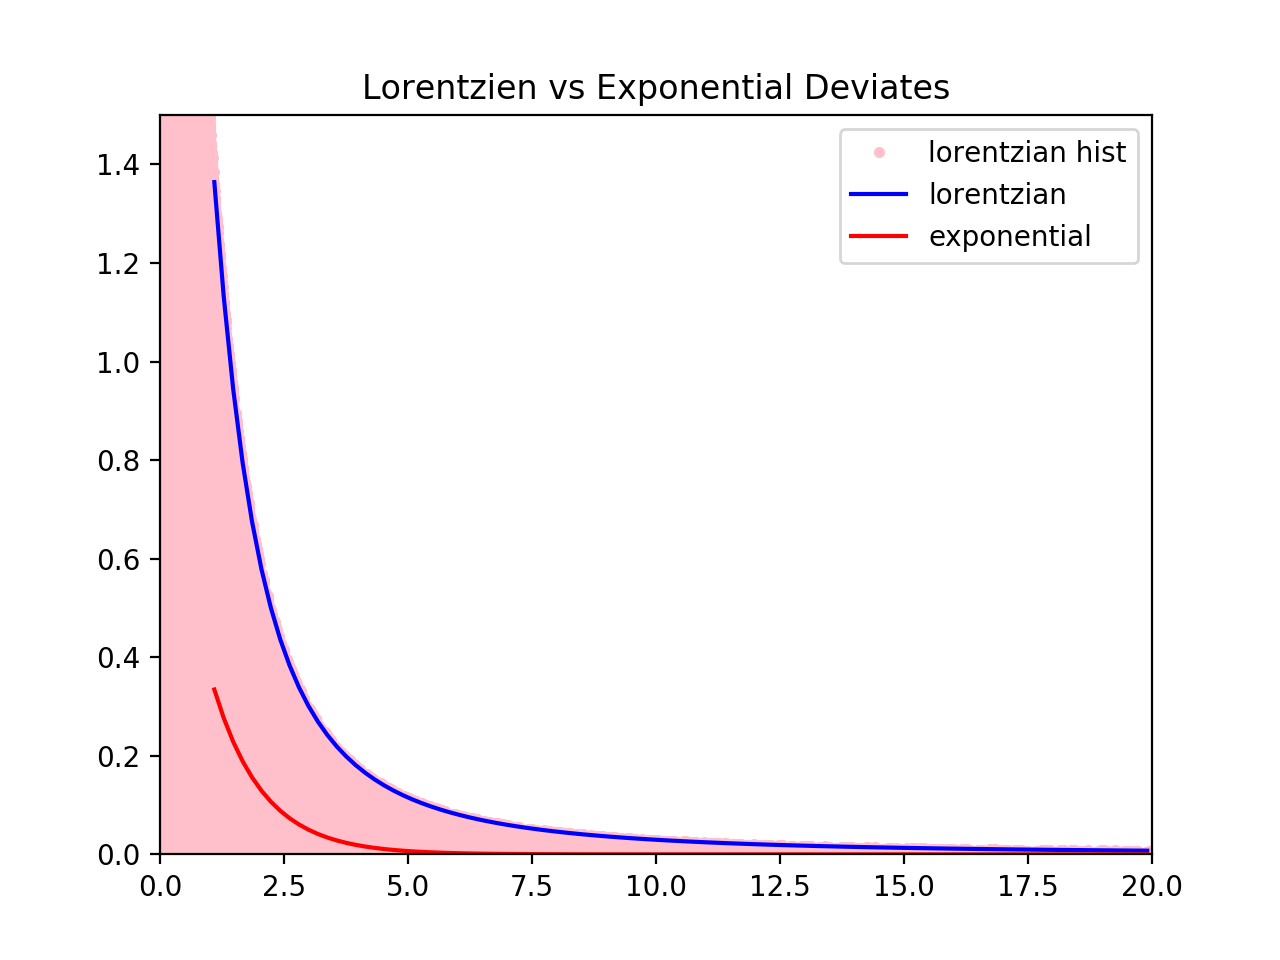 Lorentzien vs Exponential Deviates
lorentzian hist
lorentzian
exponential
1.4
1.2
1.0
0.8
0.6
0.4
0.2
0.0
0.0 2.5 5.0 7.5 10.0 12.5 15.0 17.5 20.0